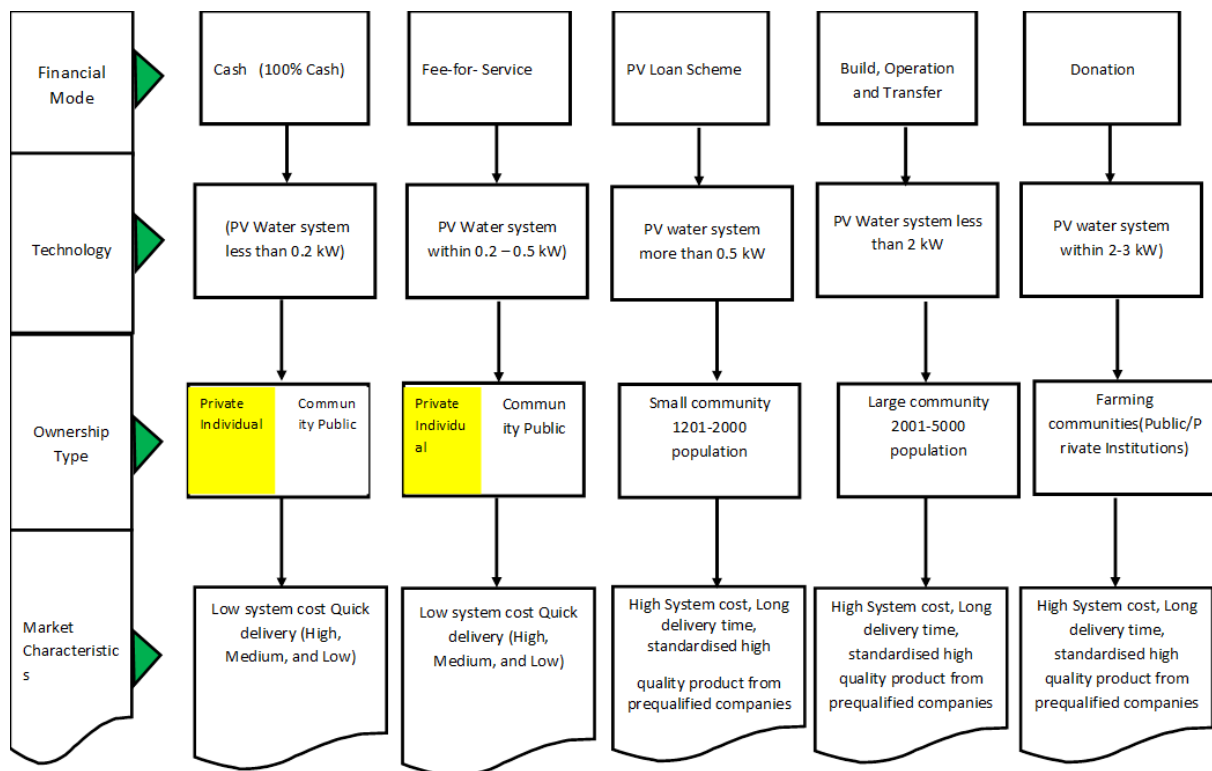 Financial
Mode
Cash (100% Cash)
Fee-for- Service
PV Loan Scheme
Build, Operation
and Transfer
Donation
Technology
(PV Water system
less than 0.2 kW)
PV Water system
within 0.2 – 0.5 kW)
PV water system
more than 0.5 kW
PV Water system less
than 2 kW
PV water system
within 2-3 kW)
Ownership
Type
Private
Individual
Commun
ity Public
Private
Individu
al
Commun
ity Public
Small community
1201-2000
population
Large community
2001-5000
population
Farming
communities(Public/P
rivate Institutions)
Market
Characteristic
s
Low system cost Quick
delivery (High,
Medium, and Low)
Low system cost Quick
delivery (High,
Medium, and Low)
High System cost, Long
delivery time,
standardised high
quality product from
prequalified companies
High System cost, Long
delivery time,
standardised high
quality product from
prequalified companies
High System cost, Long
delivery time,
standardised high
quality product from
prequalified companies